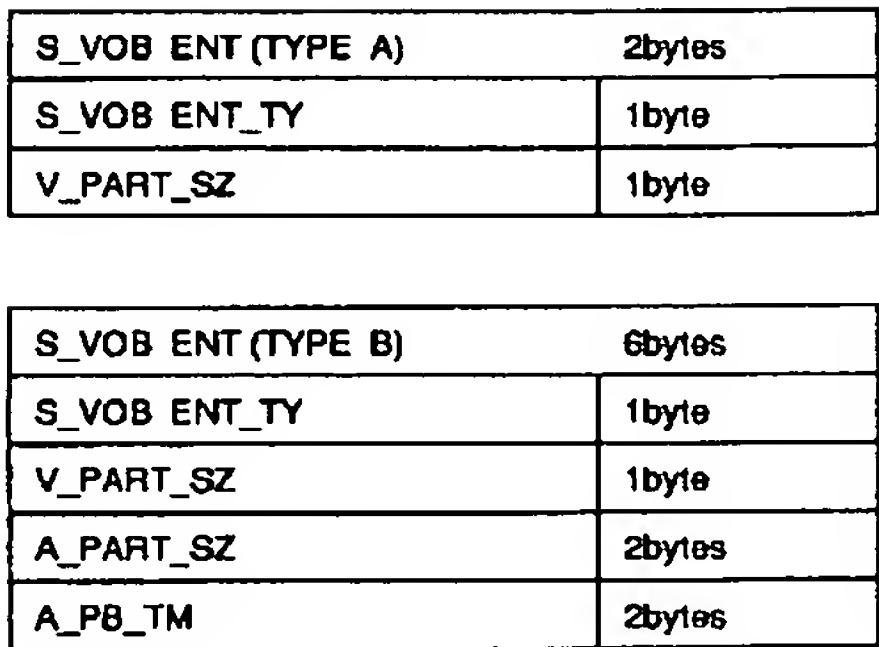 S_VOB ENT (TYPE A) 2bytes
S_VOB ENT_TY 1byte
V_PART_SZ 1byte
S_VOB ENT (TYPE B) 6bytes
S_VOB ENT_TY 1byte
V_PART_SZ 1byte
A_PART_SZ 2bytes
A_PB_TM 2bytes